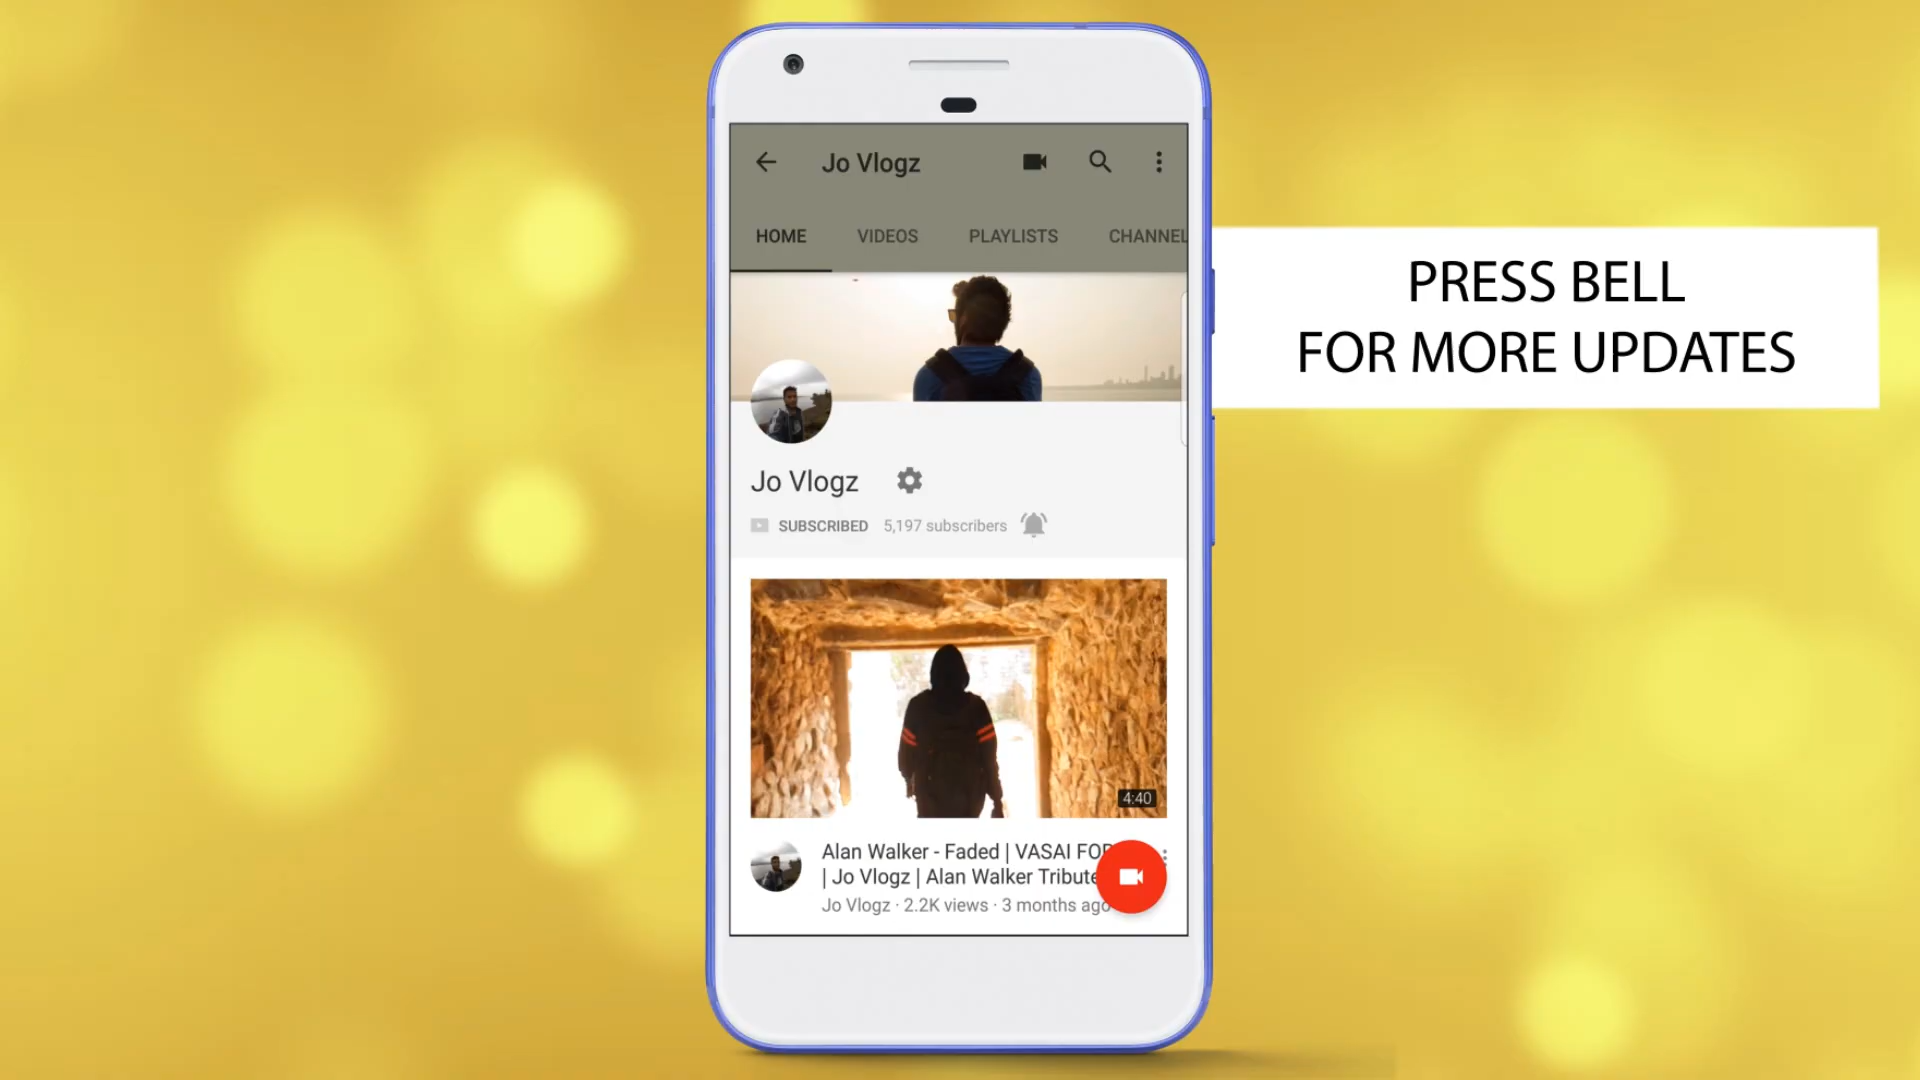 Jo Vlogz
HOME VIDEOS PLAYLISTS CHANNEL
PRESS BELL
FOR MORE UPDATES
Jo Vlogz
SUBSCRIBED 5,197 subscribers
4:40
Alan Walker - Faded | VASAI FOR
| Jo Vlogz | Alan Walker Tribute
Jo Vlogz · 2.2K views · 3 months ago